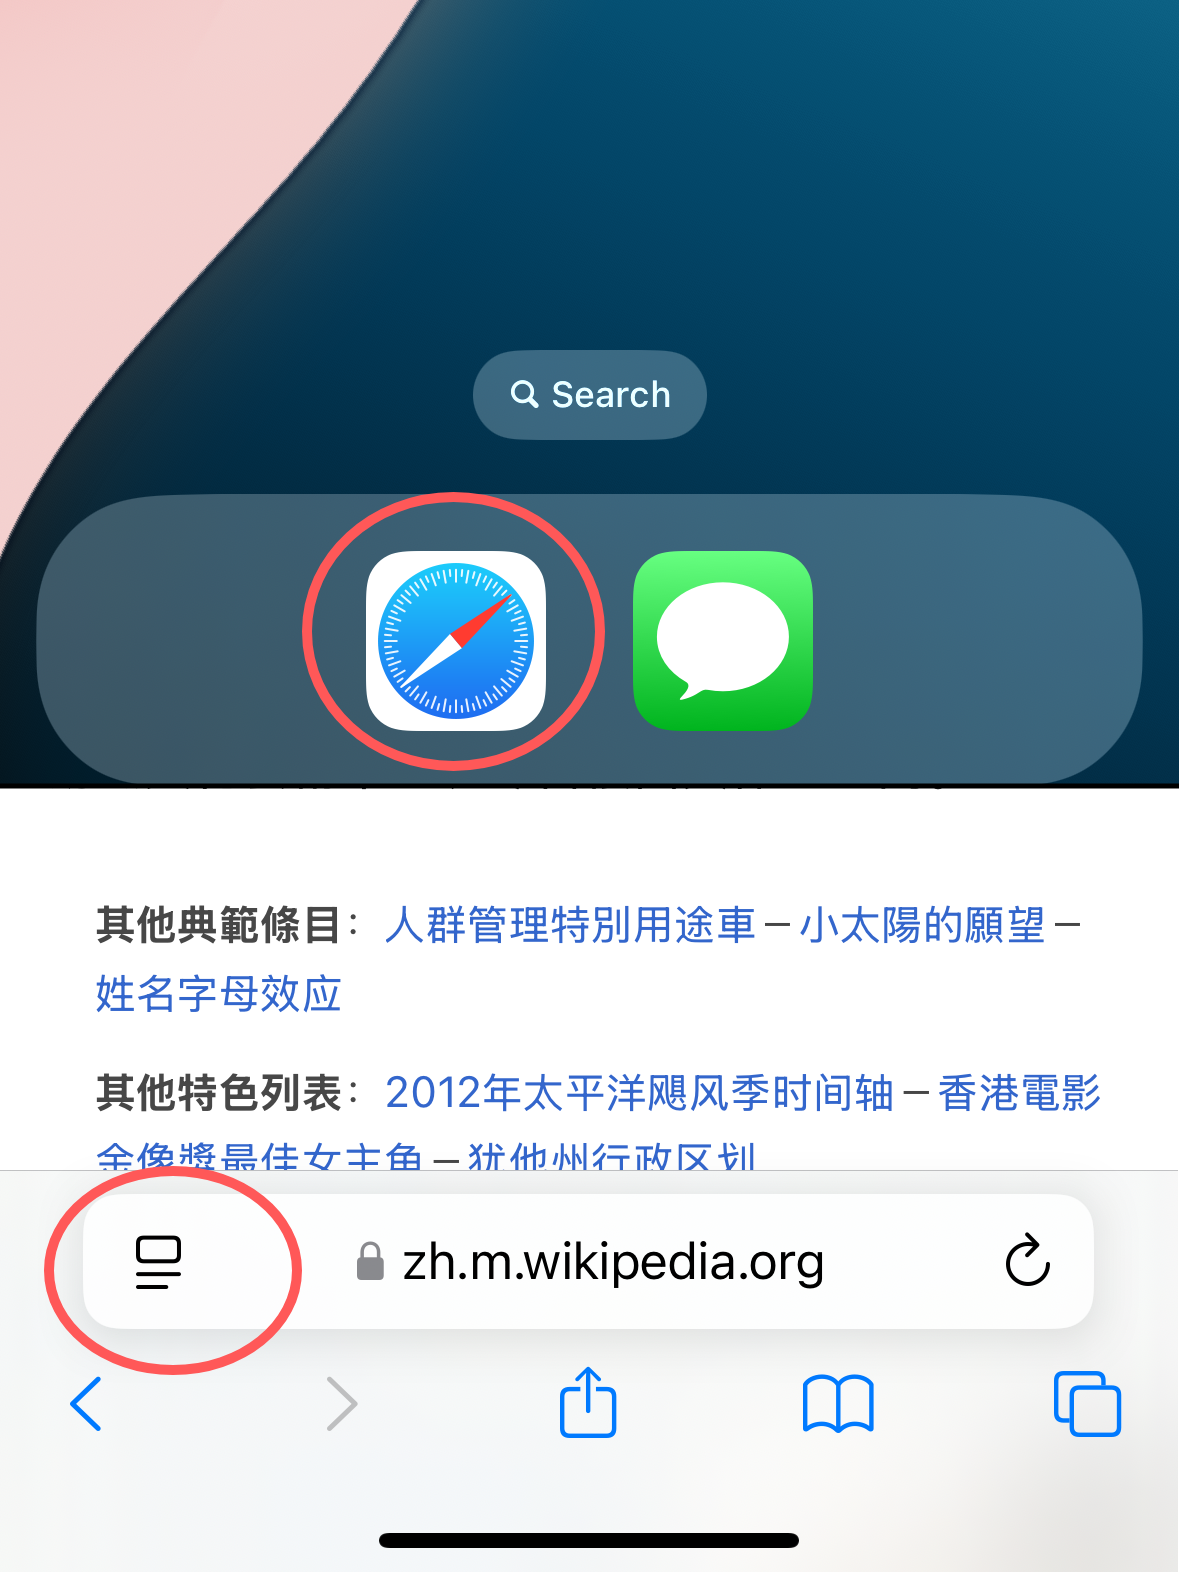 Search
其他典範條目： 人群管理特別用途車 – 小太陽的願望 –
姓名字母效应
其他特色列表： 2012年太平洋飓风季时间轴 – 香港電影
金像獎最佳女主角 – 犹他州行政区划
zh.m.wikipedia.org